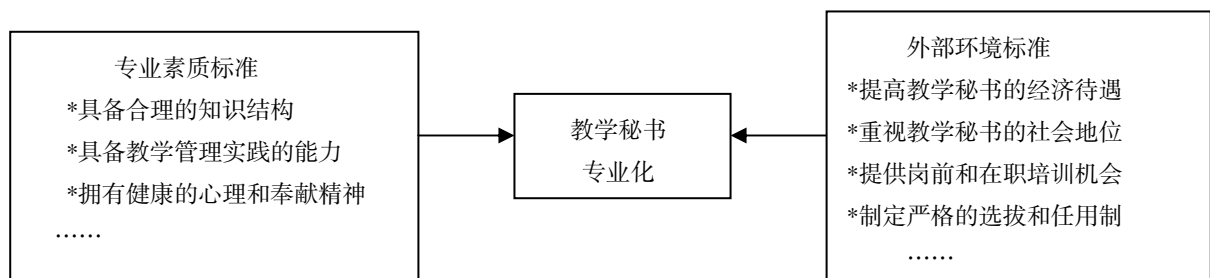 专业素质标准
*具备合理的知识结构
*具备教学管理实践的能力
*拥有健康的心理和奉献精神
……
教学秘书
专业化
外部环境标准
*提高教学秘书的经济待遇
*重视教学秘书的社会地位
*提供岗前和在职培训机会
*制定严格的选拔和任用制
……